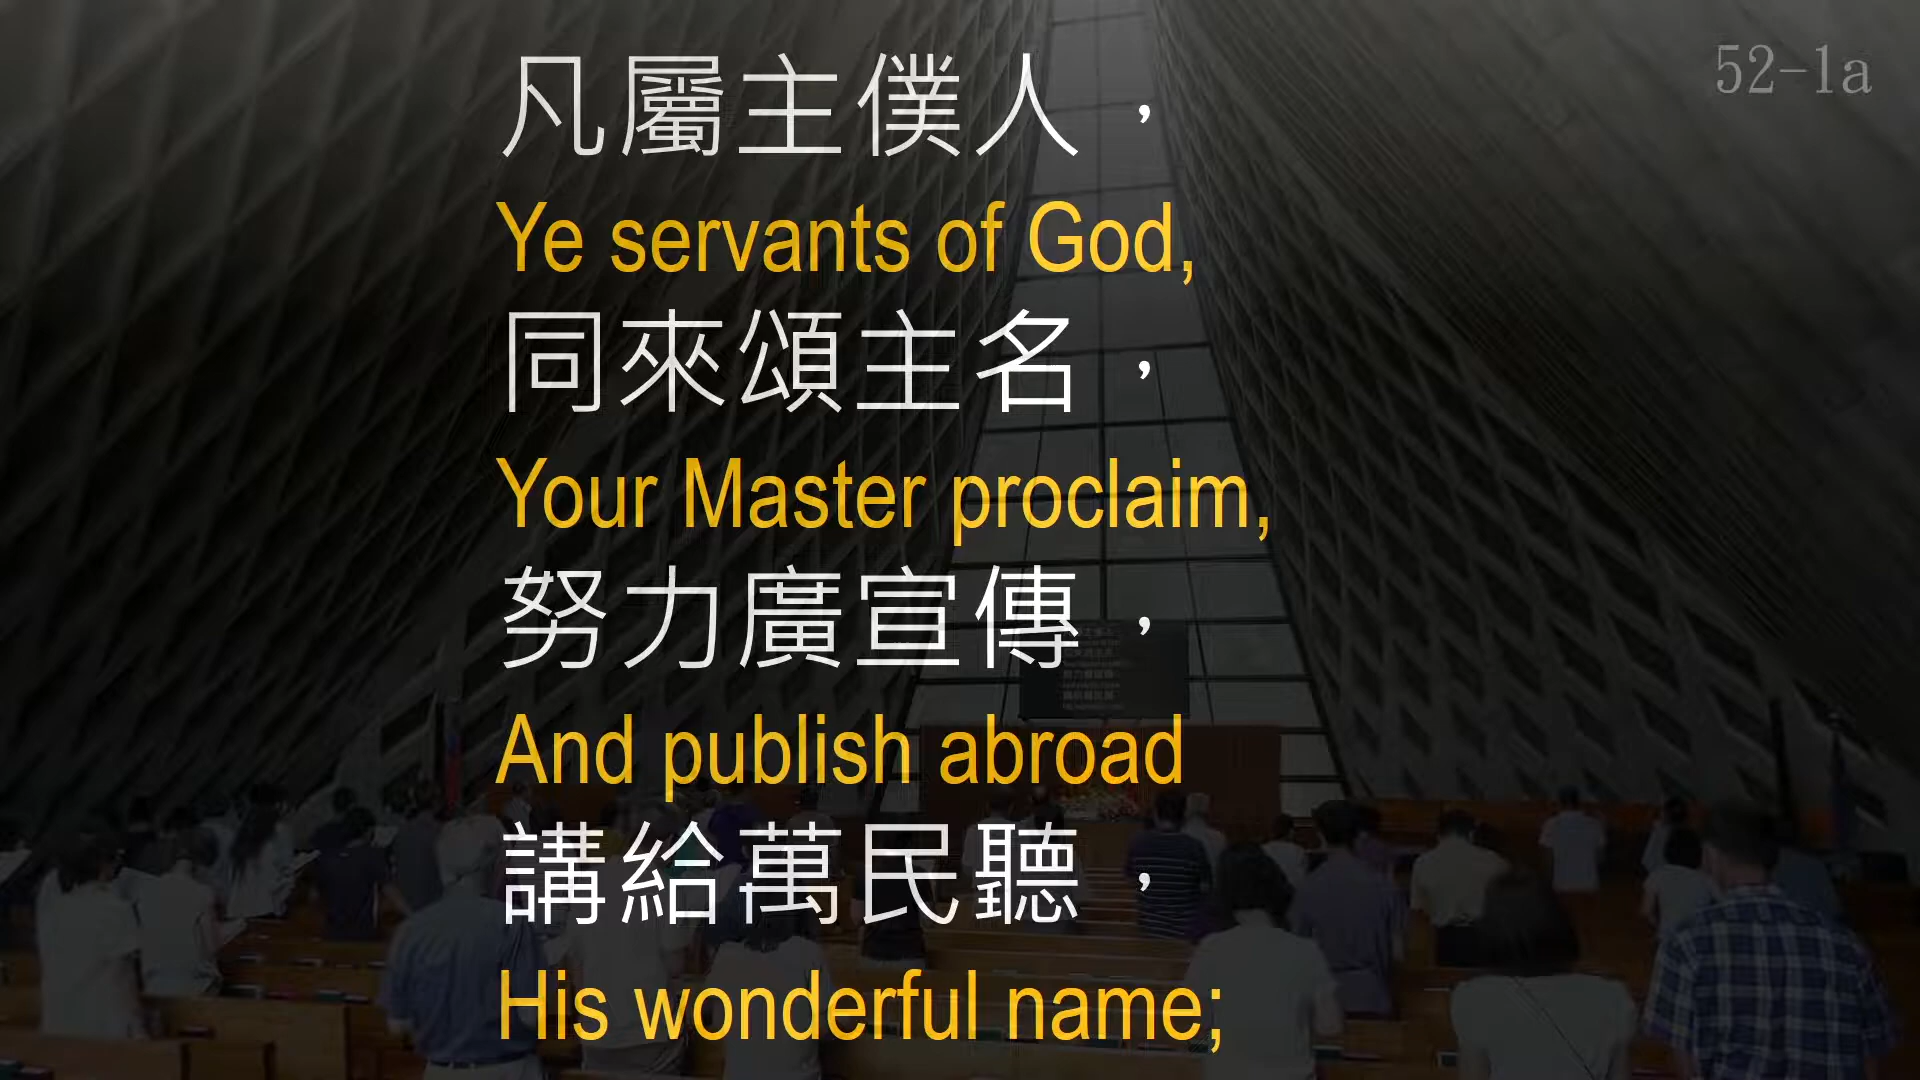 52-1a
凡屬主僕人，
Ye servants of God,
同來頌主名，
Your Master proclaim,
努力廣宣傳，
And publish abroad
講給萬民聽，
His wonderful name;